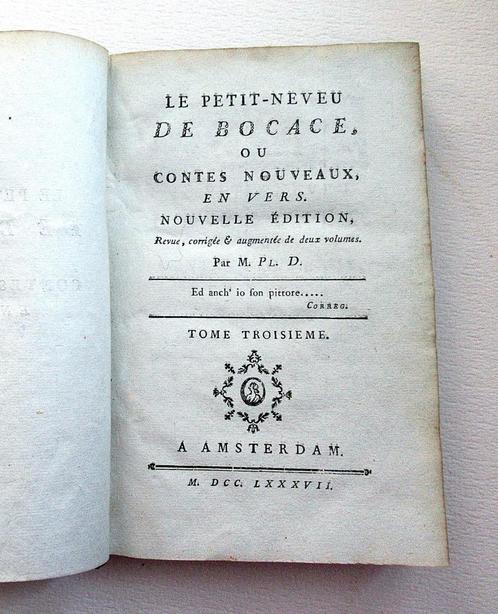 LE PETIT-NEVEU
DE BOCACE,
OU
CONTES NOUVEAUX,
EN VERS.
NOUVELLE ÉDITION,
Revue, corrigée & augmentée de deux volumes.
Par M. PL. D.
Ed anch' io son pittore.....
CORREG.
TOME TROISIEME.
A AMSTERDAM.
M. DCC. LXXXVII.